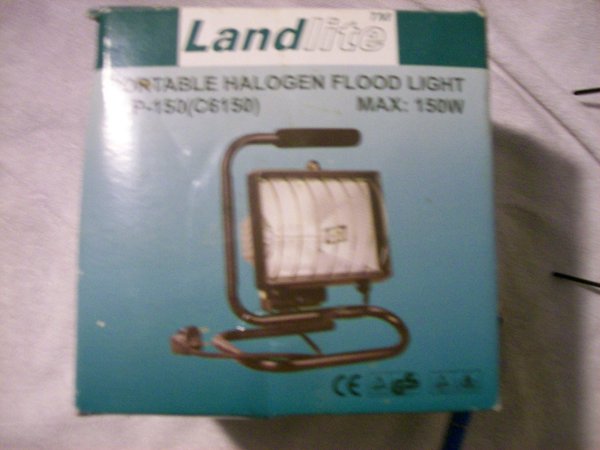 Landlite™
PORTABLE HALOGEN FLOOD LIGHT
P-150(C6150) MAX: 150W
CE